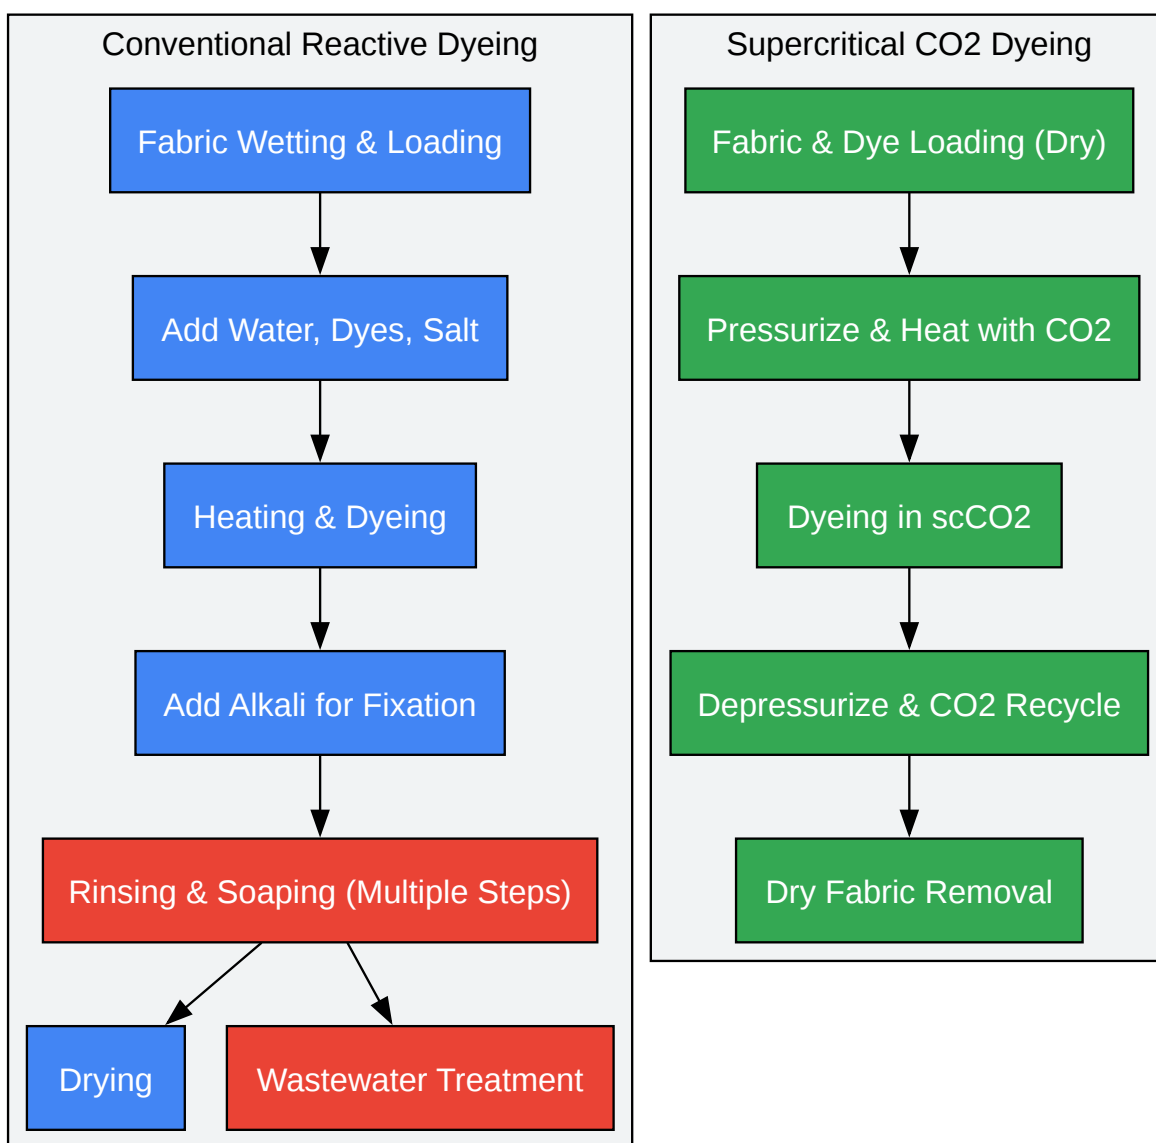 Conventional Reactive Dyeing
Fabric Wetting & Loading
Add Water, Dyes, Salt
Heating & Dyeing
Add Alkali for Fixation
Rinsing & Soaping (Multiple Steps)
Drying
Wastewater Treatment
Supercritical CO2 Dyeing
Fabric & Dye Loading (Dry)
Pressurize & Heat with CO2
Dyeing in scCO2
Depressurize & CO2 Recycle
Dry Fabric Removal